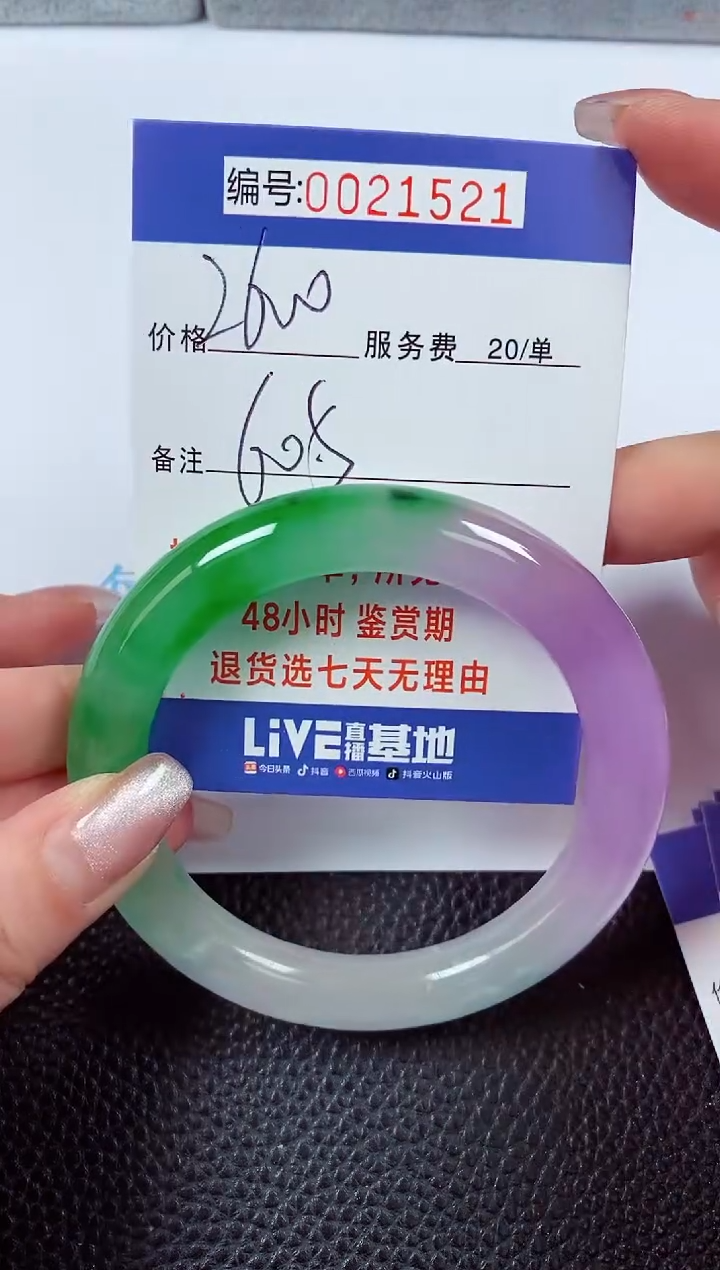 编号:0021521
价格 2600 服务费 20/单
备注
48小时 鉴赏期
退货选七天无理由
LiVE直播基地
今日头条 抖音 西瓜视频 抖音火山版